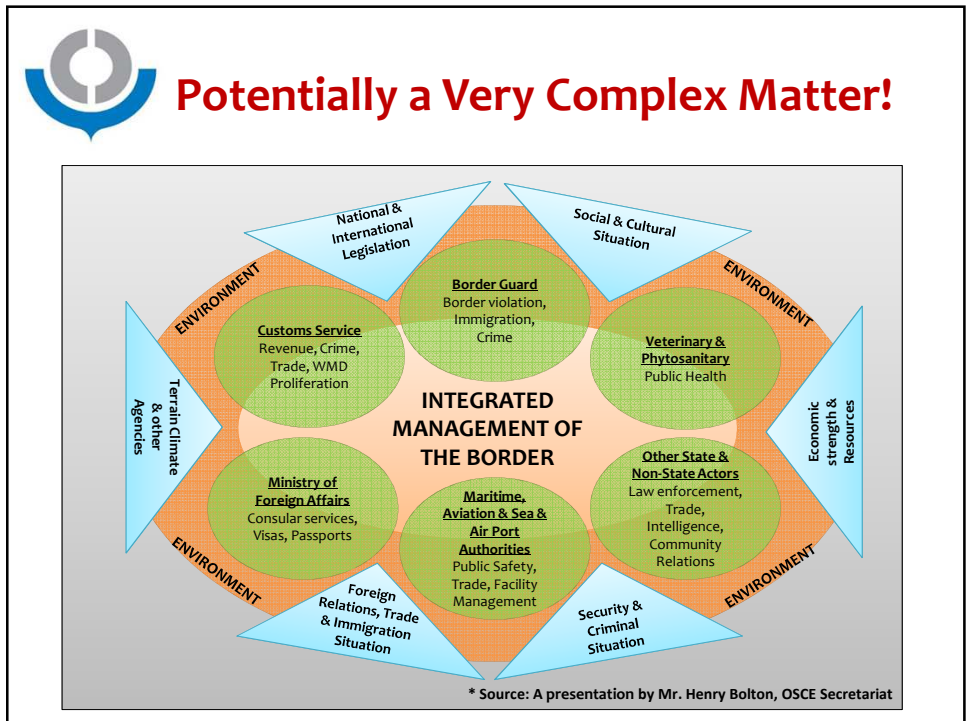 Potentially a Very Complex Matter!
National &
International
Legislation
Social & Cultural
Situation
ENVIRONMENT
ENVIRONMENT
Border Guard
Border violation,
Immigration,
Crime
Customs Service
Revenue, Crime,
Trade, WMD
Proliferation
Veterinary &
Phytosanitary
Public Health
Terrain Climate
& other
Agencies
INTEGRATED
MANAGEMENT OF
THE BORDER
Economic
strength &
Resources
Ministry of
Foreign Affairs
Consular services,
Visas, Passports
Maritime,
Aviation & Sea &
Air Port
Authorities
Public Safety,
Trade, Facility
Management
Other State &
Non-State Actors
Law enforcement,
Trade,
Intelligence,
Community
Relations
ENVIRONMENT
ENVIRONMENT
Foreign
Relations, Trade
& Immigration
Situation
Security &
Criminal
Situation
* Source: A presentation by Mr. Henry Bolton, OSCE Secretariat